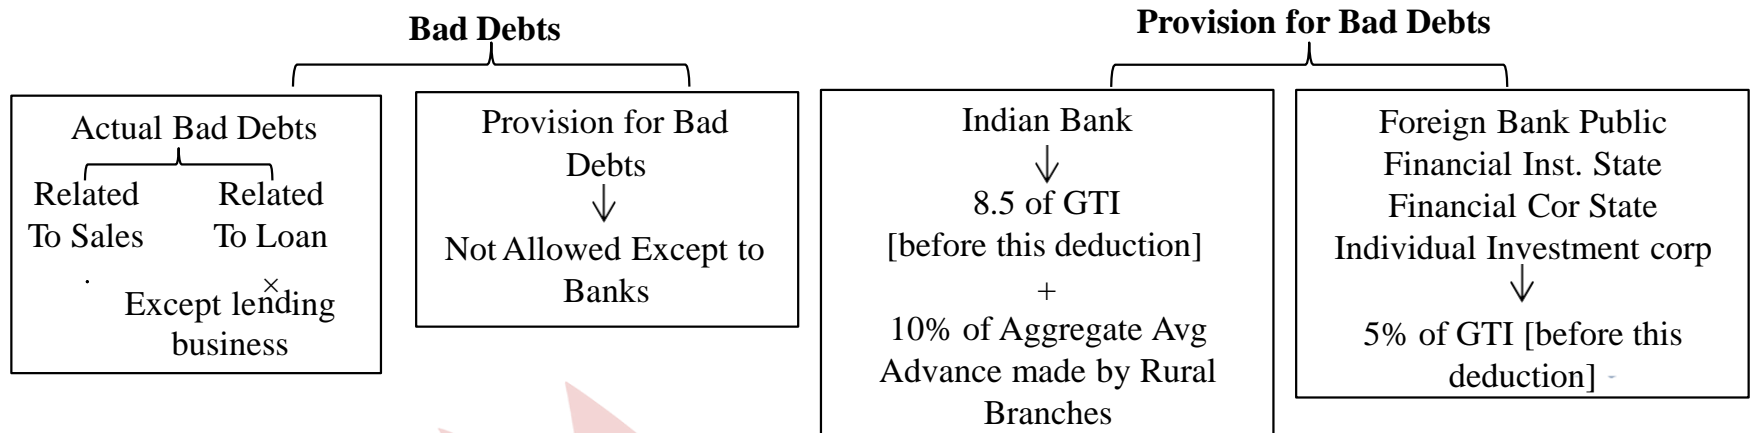 Bad Debts
Actual Bad Debts
Related
To Sales
Related
To Loan
.
×
Except lending
business
Provision for Bad
Debts
Not Allowed Except to
Banks
Provision for Bad Debts
Indian Bank
8.5 of GTI
[before this deduction]
+
10% of Aggregate Avg
Advance made by Rural
Branches
Foreign Bank Public
Financial Inst. State
Financial Cor State
Individual Investment corp
5% of GTI [before this
deduction]